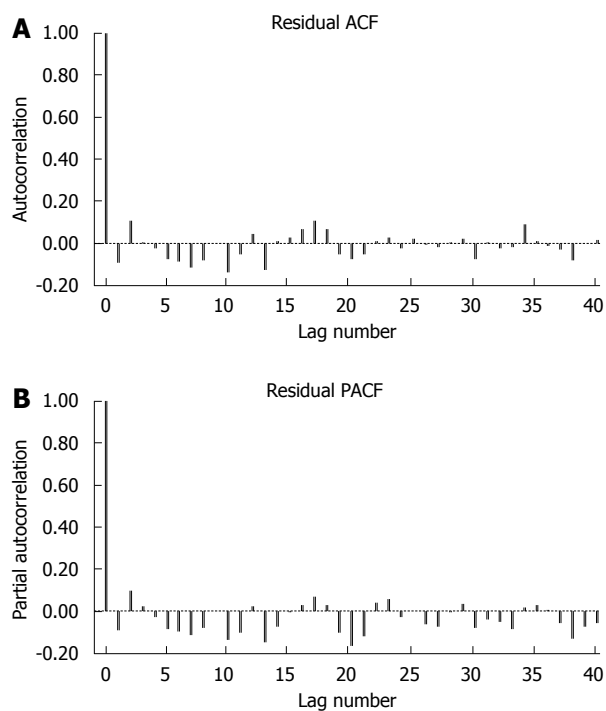 A
Residual ACF
Autocorrelation
1.00
0.80
0.60
0.40
0.20
0.00
-0.20
0 5 10 15 20 25 30 35 40
Lag number
B
Residual PACF
Partial autocorrelation
1.00
0.80
0.60
0.40
0.20
0.00
-0.20
0 5 10 15 20 25 30 35 40
Lag number